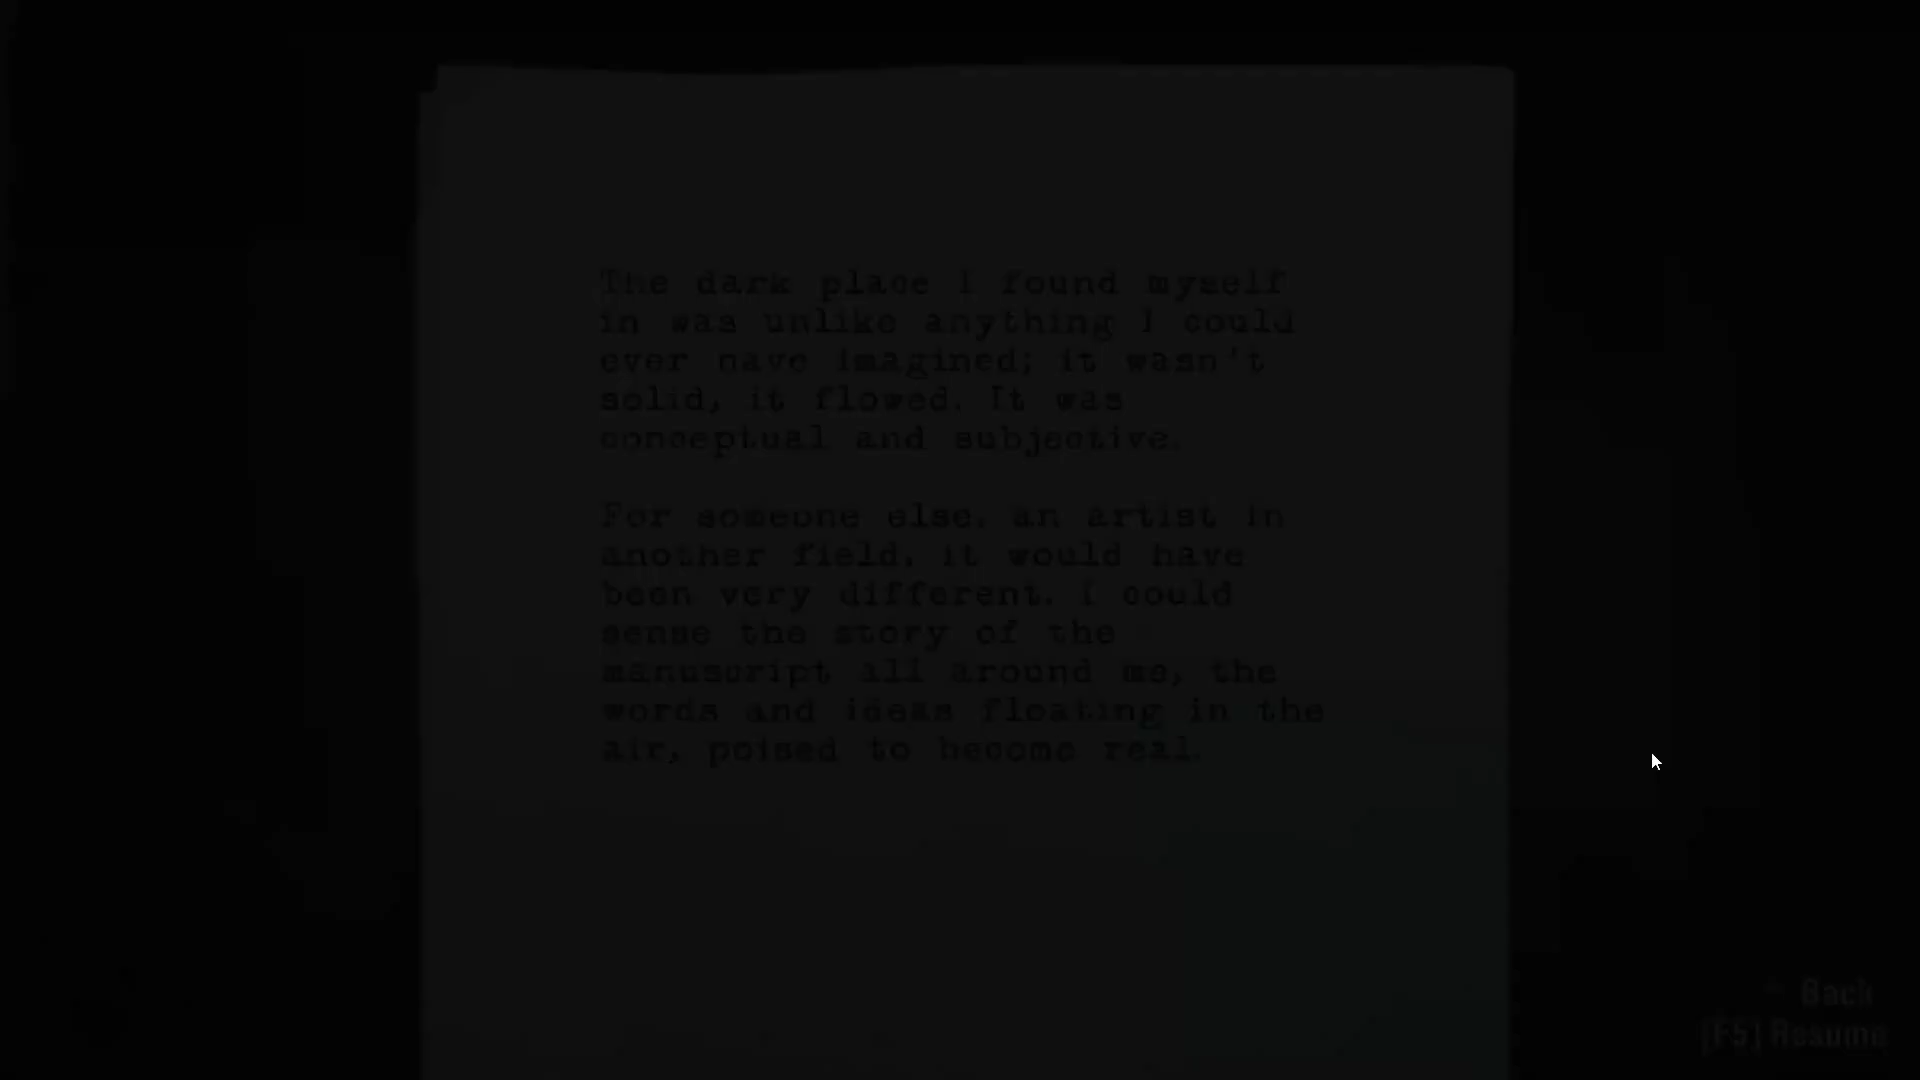 The dark place I found myself
in was unlike anything I could
ever have imagined; it wasn't
solid, it flowed. It was
conceptual and subjective.
For someone else, an artist in
another field, it would have
been very different. I could
sense the story of the
manuscript all around me, the
words and ideas floating in the
air, poised to become real.
Back
[F5] Resume